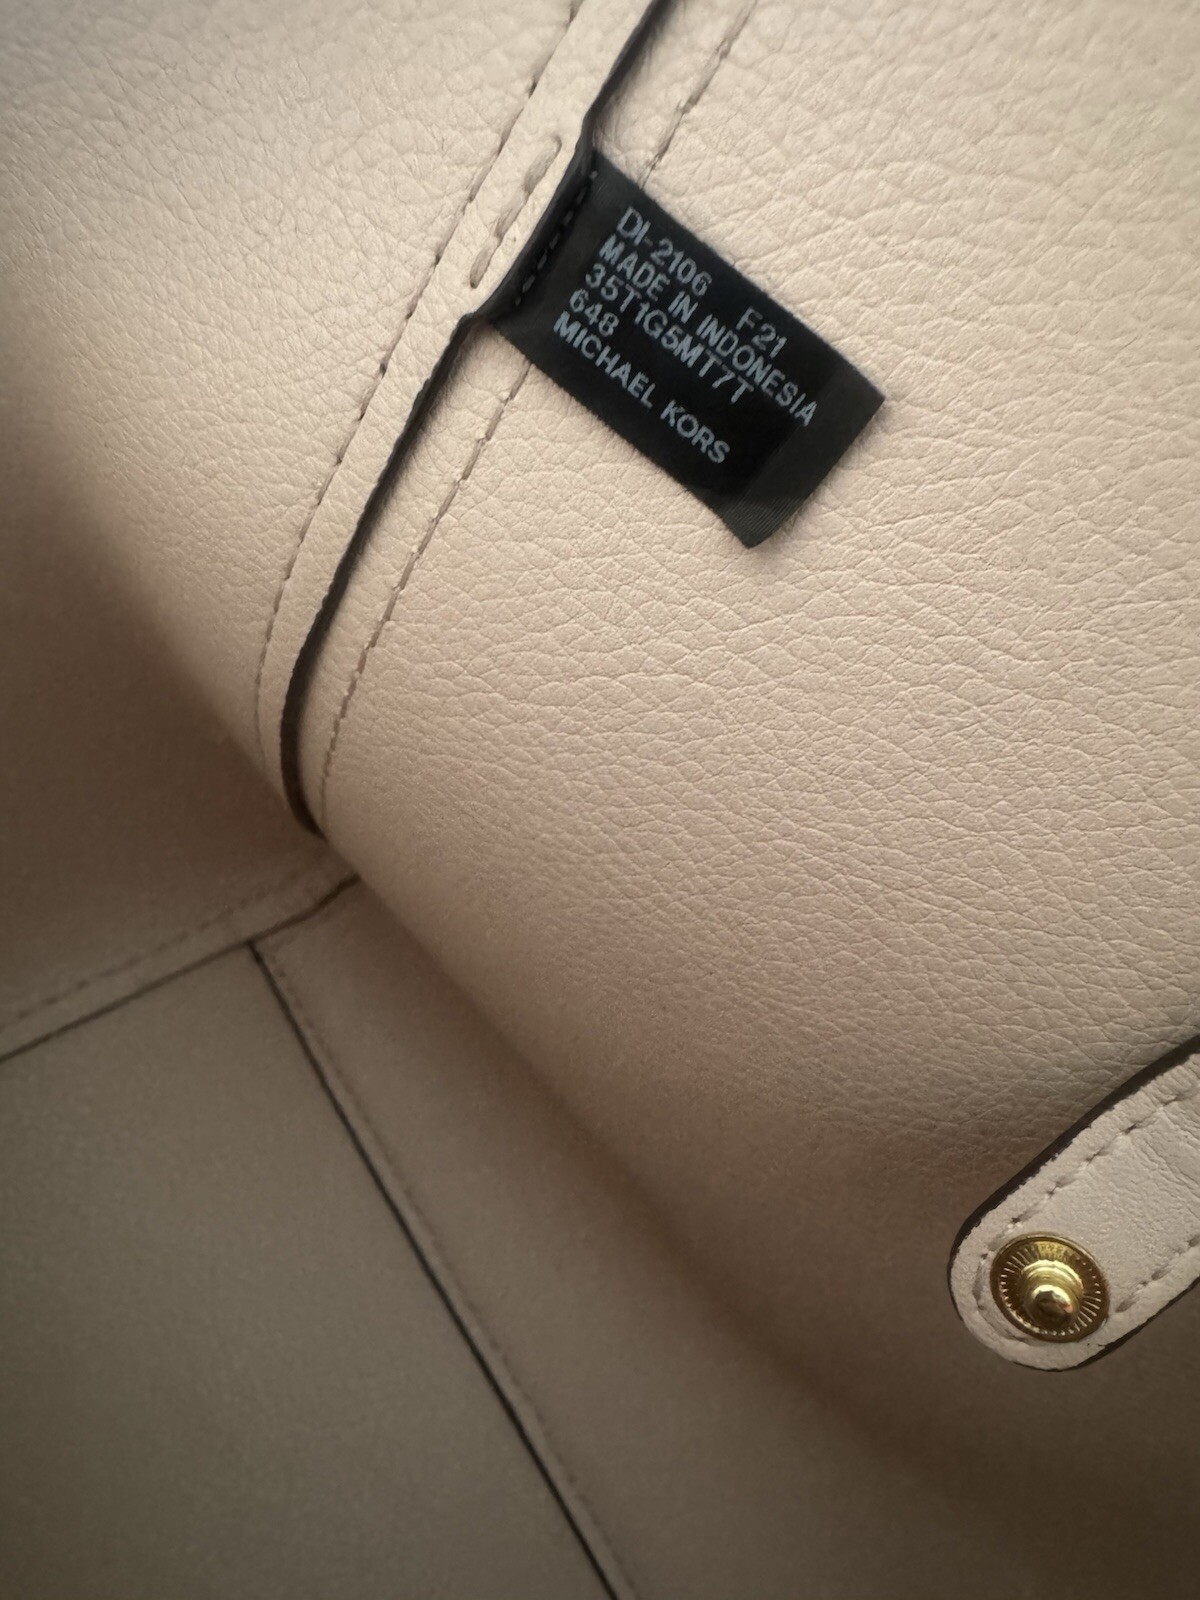 DI-2106 F21
MADE IN INDONESIA
35T1G5MT7T
648
MICHAEL KORS